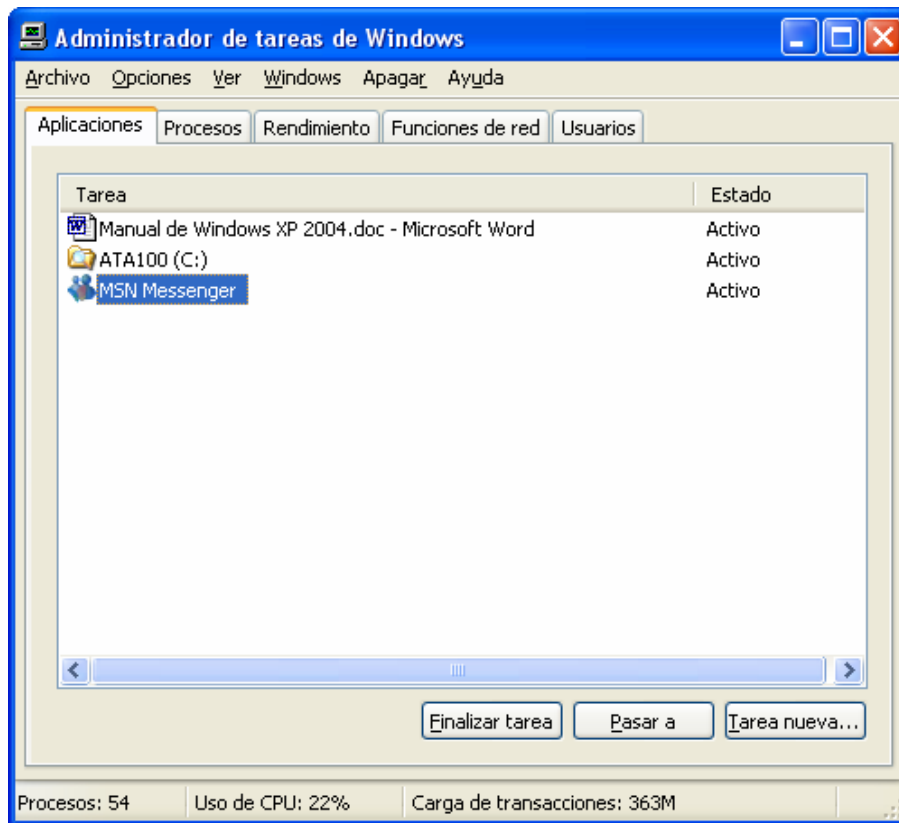 Administrador de tareas de Windows
Archivo Opciones Ver Windows Apagar Ayuda
Aplicaciones Procesos Rendimiento Funciones de red Usuarios
Tarea Estado
Manual de Windows XP 2004.doc - Microsoft Word Activo
ATA100 (C:) Activo
MSN Messenger Activo
Finalizar tarea Pasar a Tarea nueva...
Procesos: 54 Uso de CPU: 22% Carga de transacciones: 363M